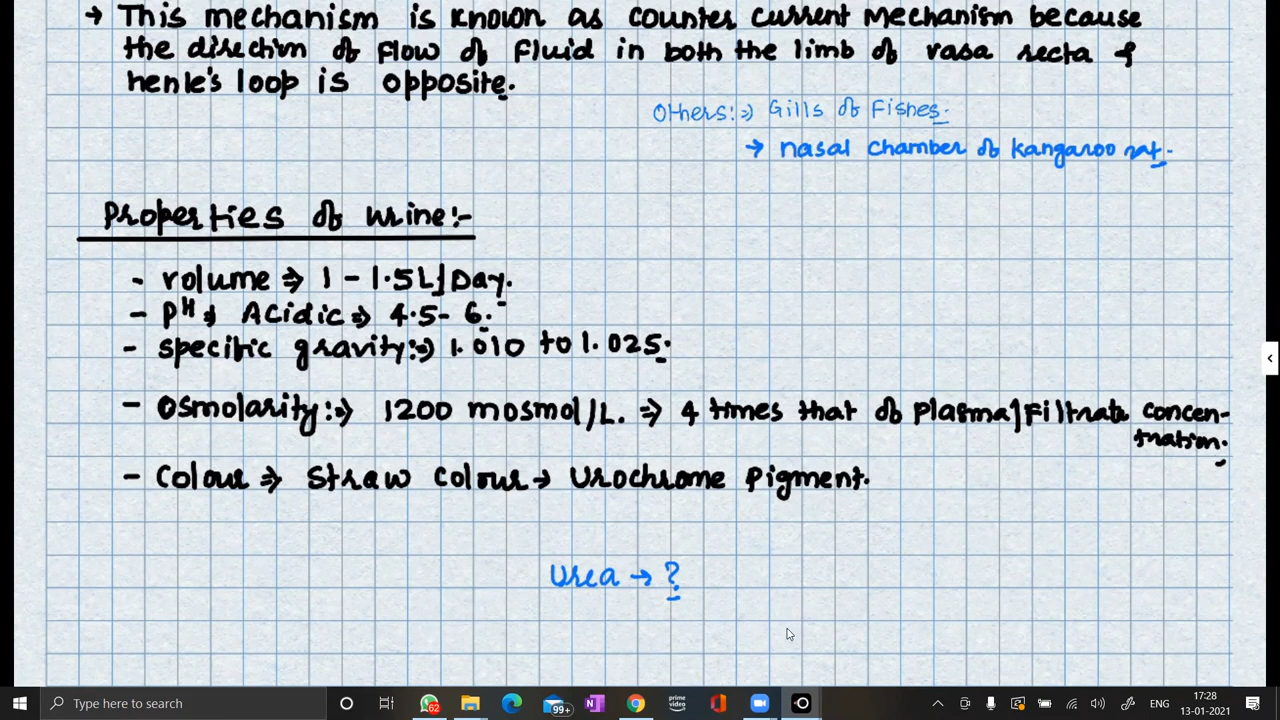 → This mechanism is known as counter current mechanism because
the direction of flow of fluid in both the limb of vasa recta &
henle's loop is opposite.
Others:⇒ Gills of Fishes.
→ nasal chamber of kangaroo rat.
Properties of urine:-
- volume ⇒ 1 - 1.5L/Day.
- PH → Acidic ⇒ 4.5 - 6.
- specific gravity:⇒ 1.010 to 1.025.
- Osmolarity:⇒ 1200 mosmol/L. ⇒ 4 times that of Plasma/Filtrate concen-
tration.
- Colour ⇒ Straw colour → Urochrome Pigment.
Urea → ?
Type here to search
62
99+
prime
video
ENG
17:28
13-01-2021